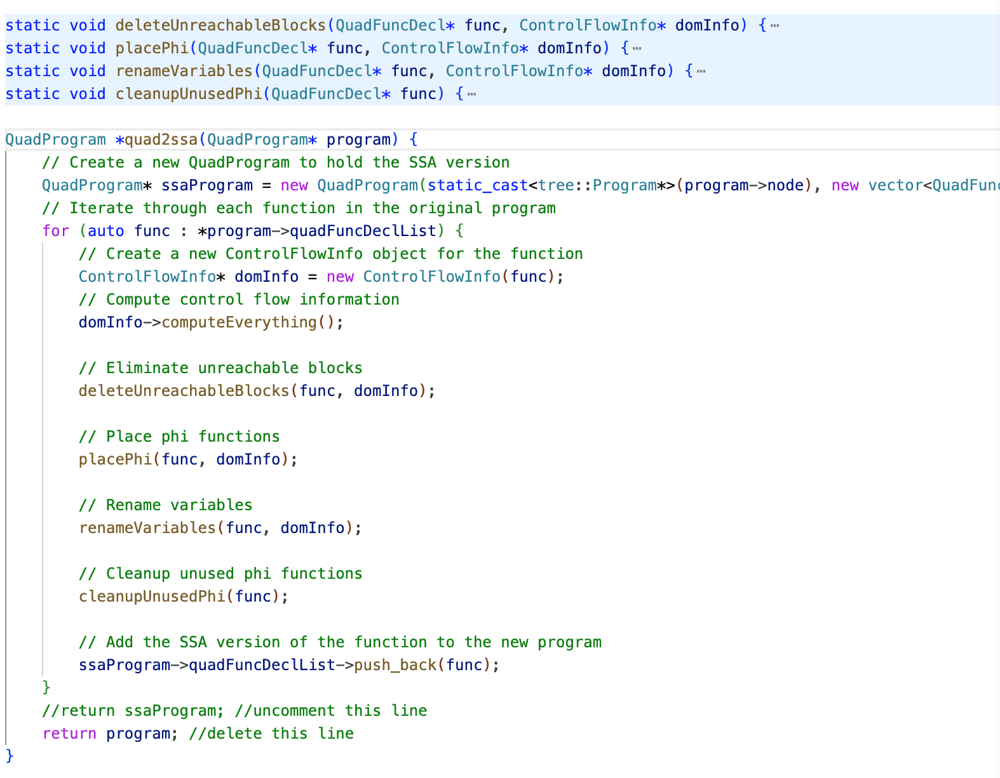 static void deleteUnreachableBlocks(QuadFuncDecl* func, ControlFlowInfo* domInfo) {⋯
static void placePhi(QuadFuncDecl* func, ControlFlowInfo* domInfo) {⋯
static void renameVariables(QuadFuncDecl* func, ControlFlowInfo* domInfo) {⋯
static void cleanupUnusedPhi(QuadFuncDecl* func) {⋯
QuadProgram *quad2ssa(QuadProgram* program) {
// Create a new QuadProgram to hold the SSA version
QuadProgram* ssaProgram = new QuadProgram(static_cast<tree::Program*>(program->node), new vector<QuadFunc
// Iterate through each function in the original program
for (auto func : *program->quadFuncDeclList) {
// Create a new ControlFlowInfo object for the function
ControlFlowInfo* domInfo = new ControlFlowInfo(func);
// Compute control flow information
domInfo->computeEverything();
// Eliminate unreachable blocks
deleteUnreachableBlocks(func, domInfo);
// Place phi functions
placePhi(func, domInfo);
// Rename variables
renameVariables(func, domInfo);
// Cleanup unused phi functions
cleanupUnusedPhi(func);
// Add the SSA version of the function to the new program
ssaProgram->quadFuncDeclList->push_back(func);
}
//return ssaProgram; //uncomment this line
return program; //delete this line
}